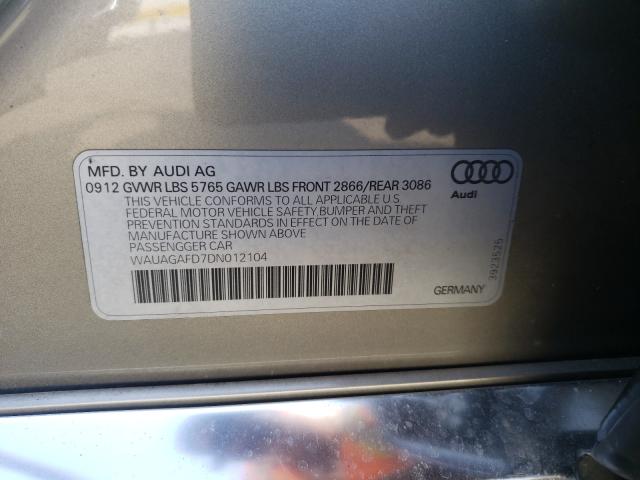 MFD. BY AUDI AG
0912 GVWR LBS 5765 GAWR LBS FRONT 2866/REAR 3086
THIS VEHICLE CONFORMS TO ALL APPLICABLE U.S
FEDERAL MOTOR VEHICLE SAFETY,BUMPER AND THEFT
PREVENTION STANDARDS IN EFFECT ON THE DATE OF
MANUFACTURE SHOWN ABOVE
PASSENGGER CAR
WAUAGAFD7DN012104
Audi
3923525
GERMANY